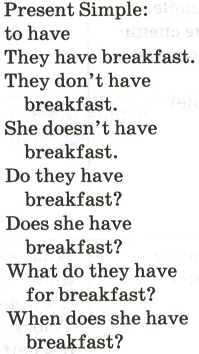 Present Simple:
to have
They have breakfast.
They don't have
breakfast.
She doesn't have
breakfast.
Do they have
breakfast?
Does she have
breakfast?
What do they have
for breakfast?
When does she have
breakfast?